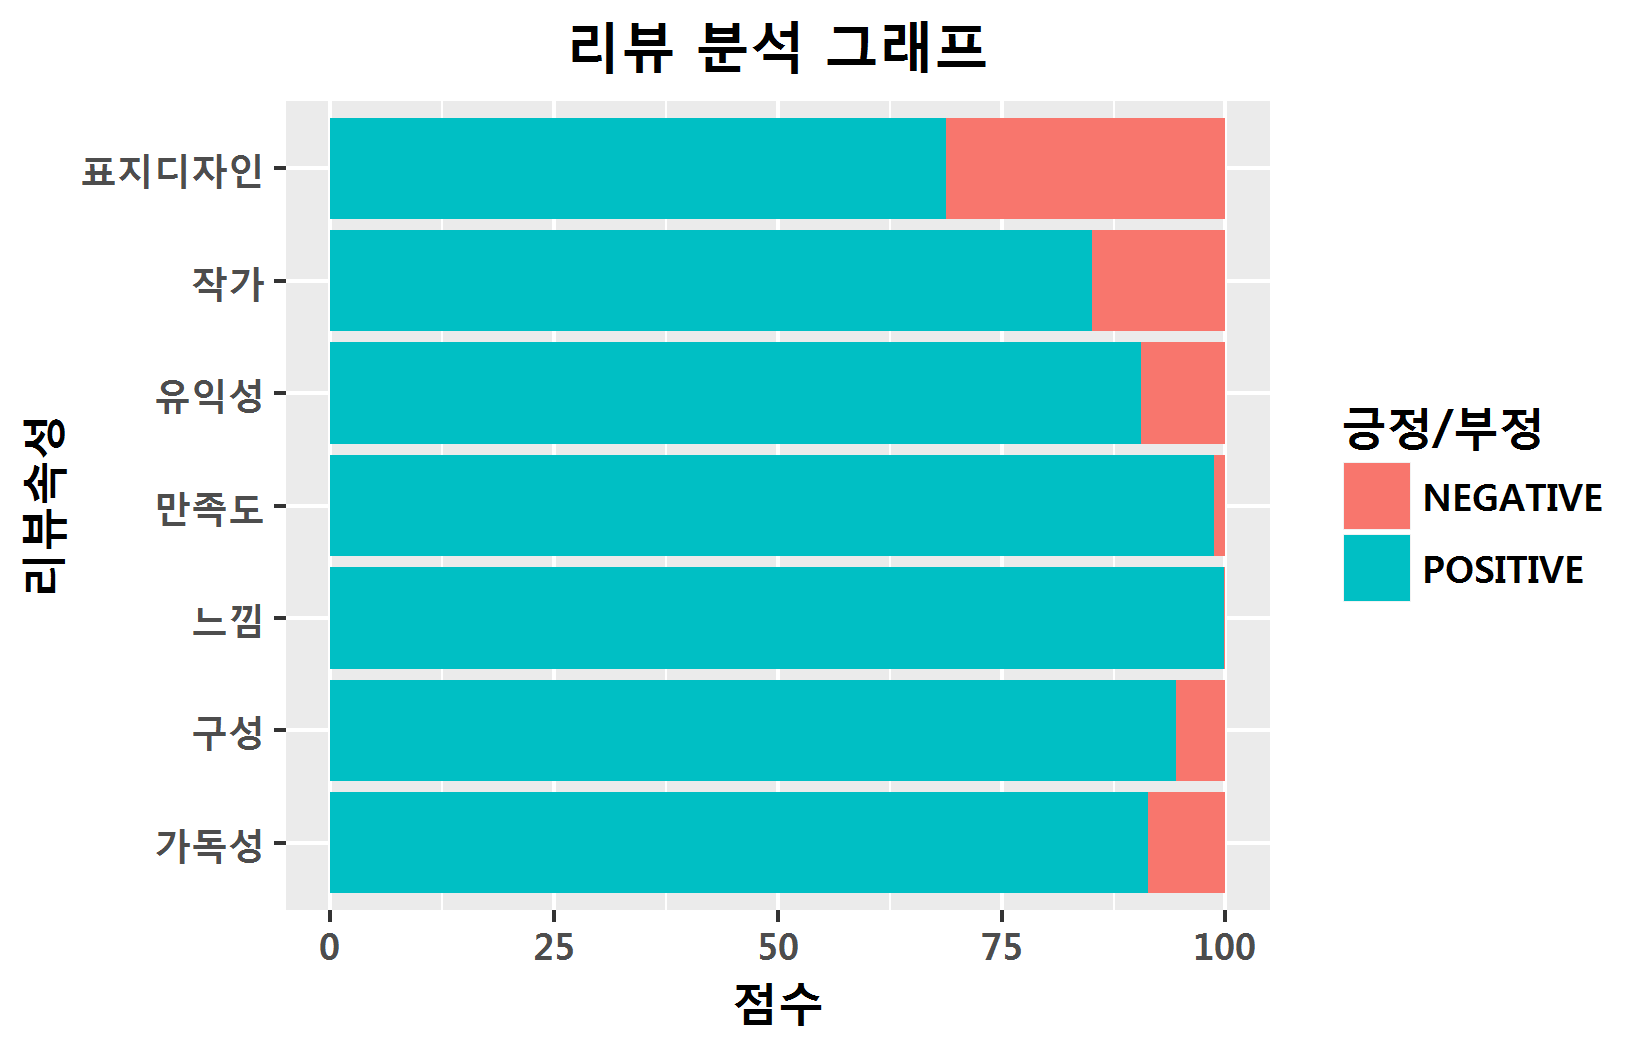 리뷰 분석 그래프
표지디자인
작가
유익성
만족도
느낌
구성
가독성
리뷰속성
0 25 50 75 100
점수
긍정/부정
NEGATIVE
POSITIVE